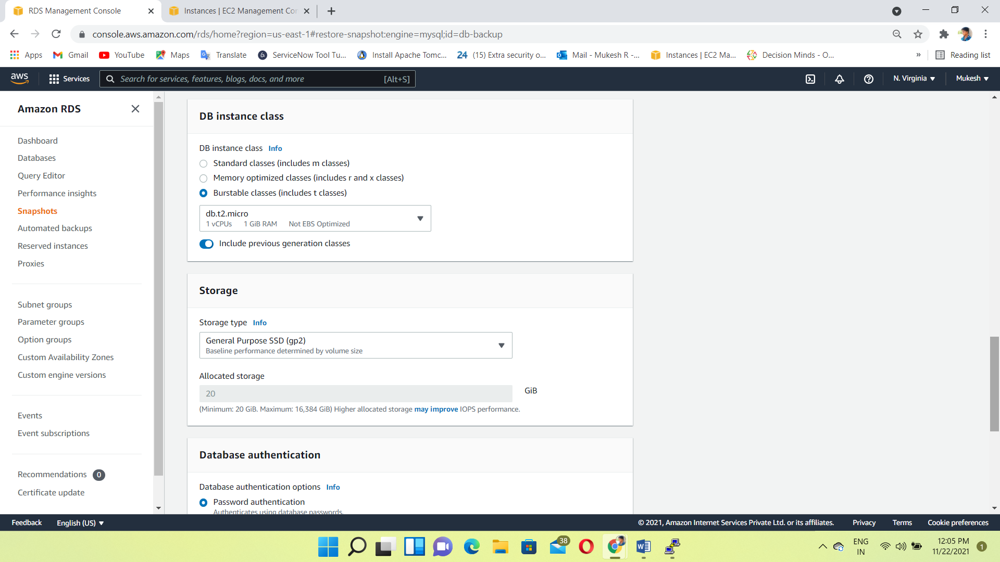 RDS Management Console
Instances | EC2 Management Con
console.aws.amazon.com/rds/home?region=us-east-1#restore-snapshot:engine=mysql;id=db-backup
Apps
Gmail
YouTube
Maps
Translate
ServiceNow Tool Tu...
Install Apache Tomc...
24 (15) Extra security o...
Mail - Mukesh R -...
Instances | EC2 Ma...
Decision Minds - O...
»
Reading list
aws
Services
Search for services, features, blogs, docs, and more
[Alt+S]
N. Virginia
Mukesh
Amazon RDS
Dashboard
Databases
Query Editor
Performance insights
Snapshots
Automated backups
Reserved instances
Proxies
Subnet groups
Parameter groups
Option groups
Custom Availability Zones
Custom engine versions
Events
Event subscriptions
Recommendations 0
Certificate update
DB instance class
DB instance class Info
Standard classes (includes m classes)
Memory optimized classes (includes r and x classes)
Burstable classes (includes t classes)
db.t2.micro
1 vCPUs 1 GiB RAM Not EBS Optimized
Include previous generation classes
Storage
Storage type Info
General Purpose SSD (gp2)
Baseline performance determined by volume size
Allocated storage
20 GiB
(Minimum: 20 GiB. Maximum: 16,384 GiB) Higher allocated storage may improve IOPS performance.
Database authentication
Database authentication options Info
Password authentication
Authenticates using database passwords.
Feedback
English (US)
© 2021, Amazon Internet Services Private Ltd. or its affiliates.
Privacy
Terms
Cookie preferences
38
ENG
IN
12:05 PM
11/22/2021
1